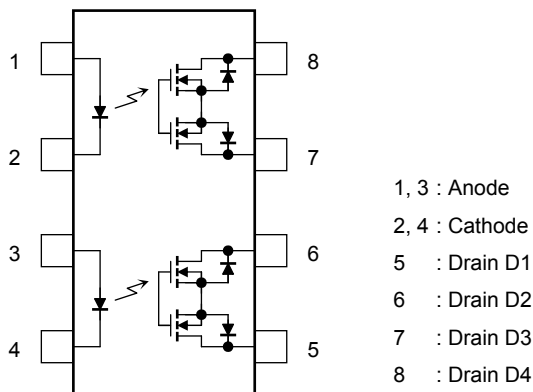 1
2
3
4
8
7
6
5
1, 3 : Anode
2, 4 : Cathode
5 : Drain D1
6 : Drain D2
7 : Drain D3
8 : Drain D4